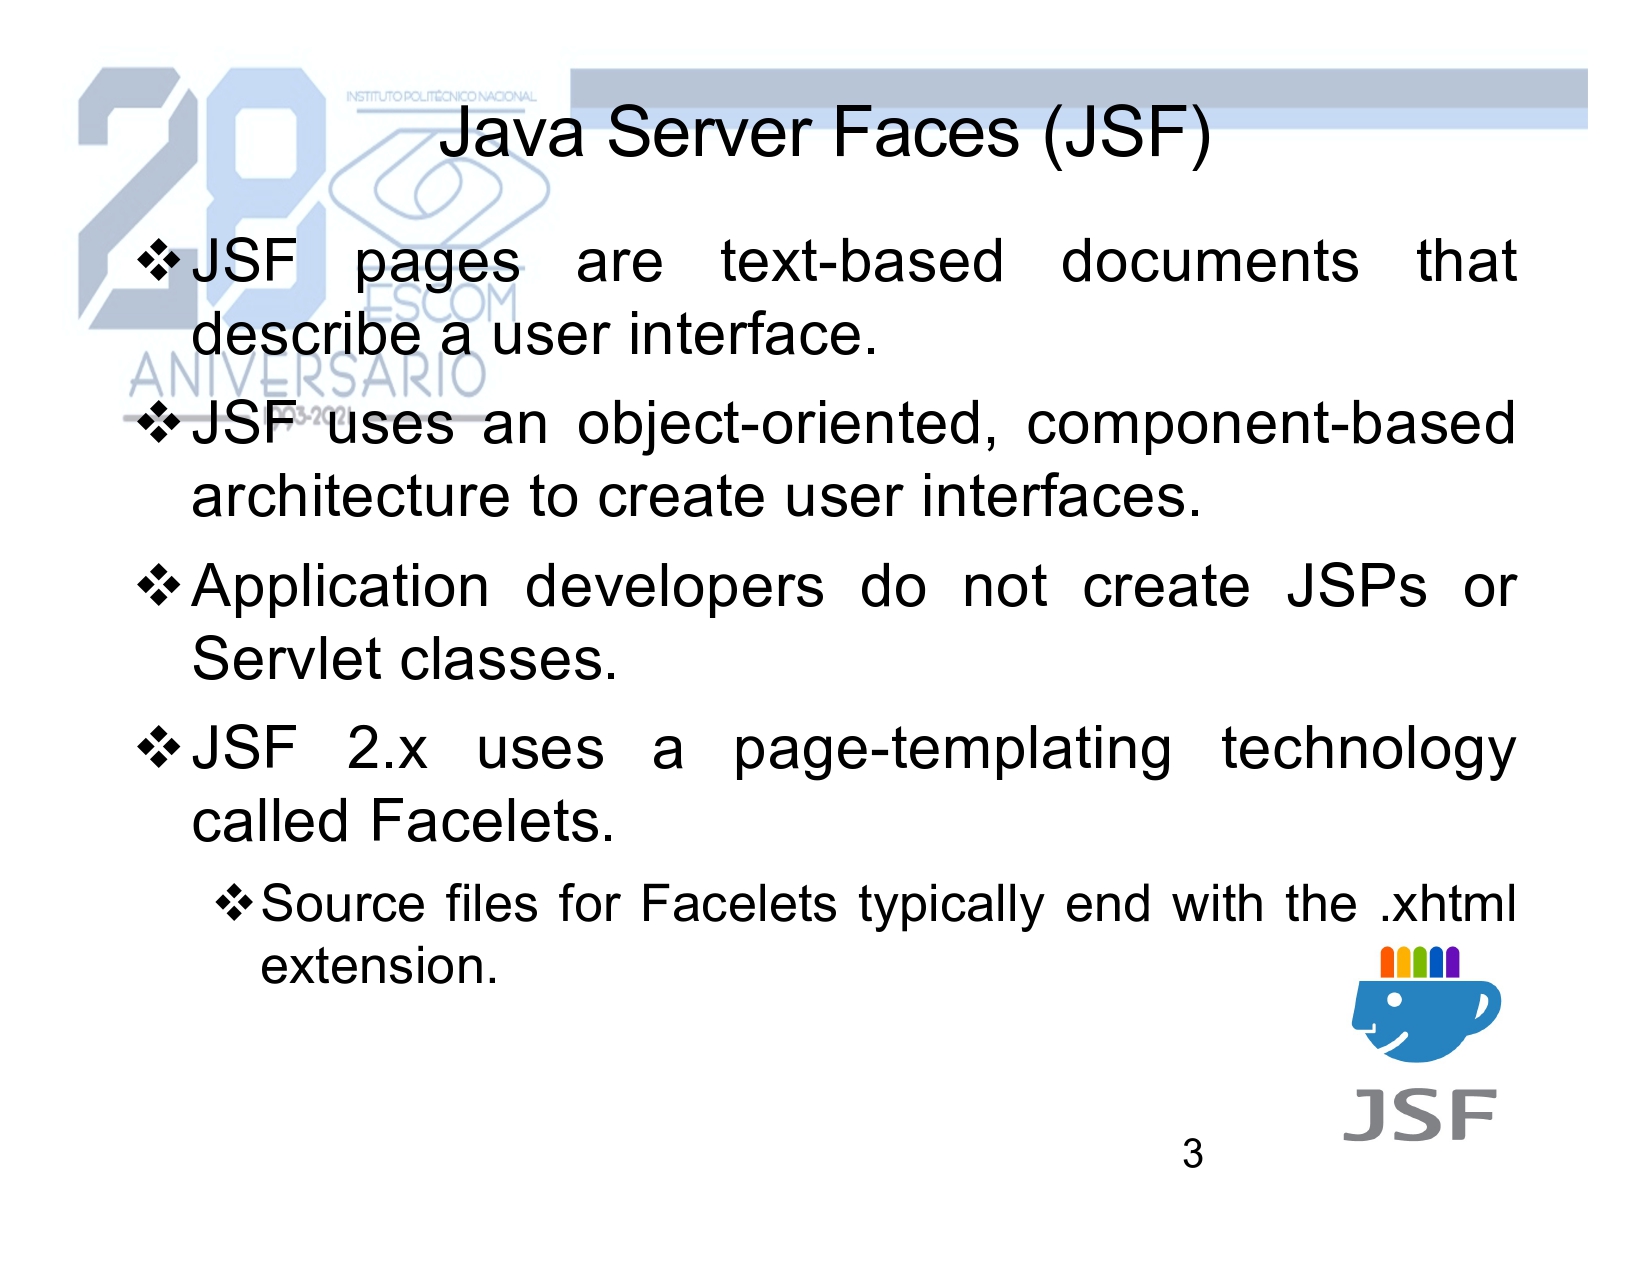 INSTITUTO POLITÉCNICO NACIONAL
Java Server Faces (JSF)
28
ESCOM
ANIVERSARIO
1993-2021
❖JSF pages are text-based documents that
describe a user interface.
❖JSF uses an object-oriented, component-based
architecture to create user interfaces.
❖Application developers do not create JSPs or
Servlet classes.
❖JSF 2.x uses a page-templating technology
called Facelets.
❖Source files for Facelets typically end with the .xhtml
extension.
JSF
3